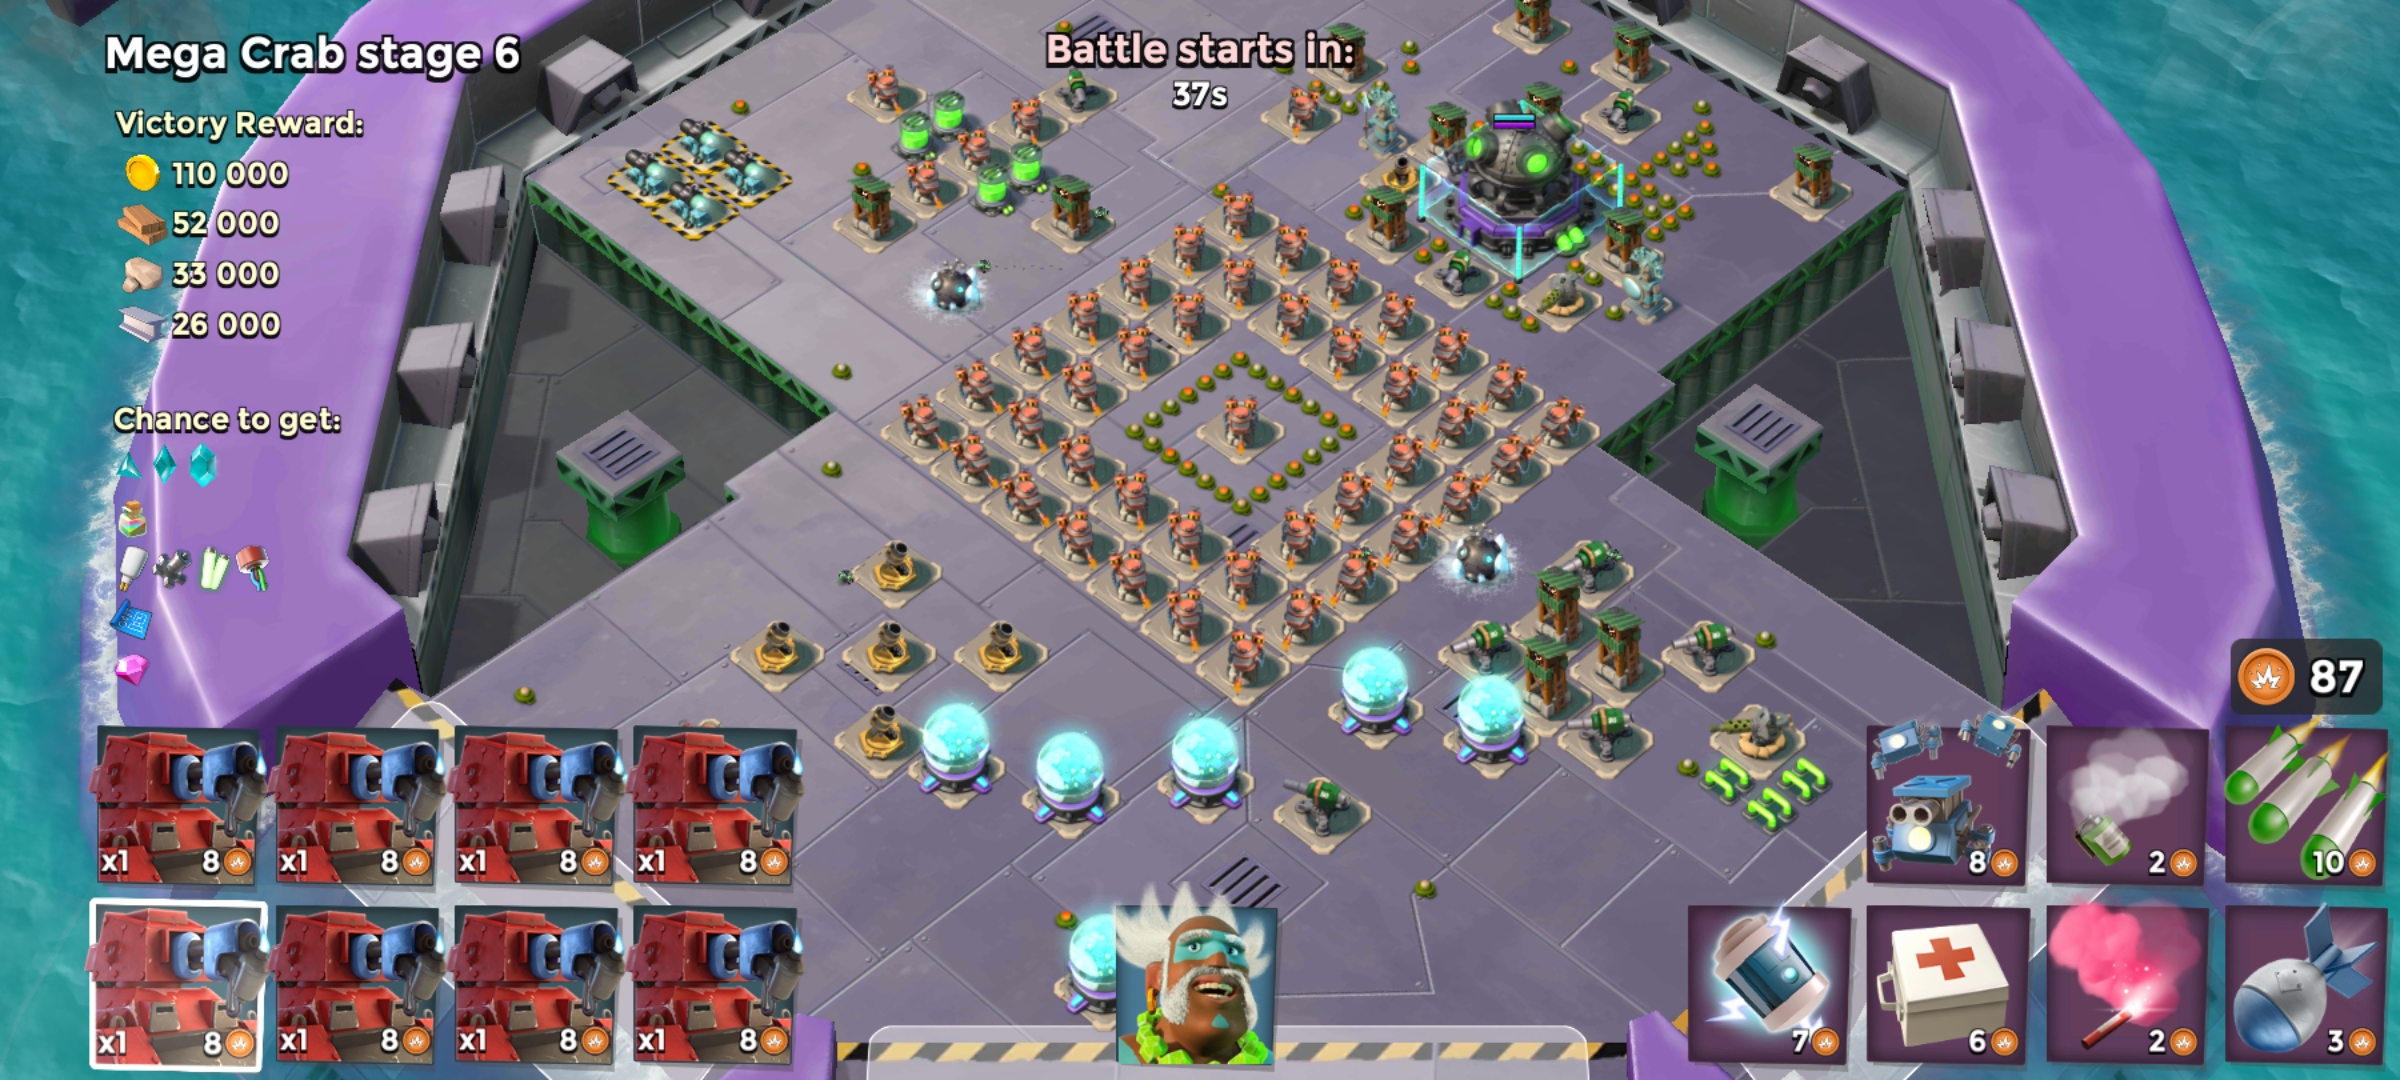 Mega Crab stage 6
Battle starts in:
37s
Victory Reward:
110 000
52 000
33 000
26 000
Chance to get:
87
x1 8
x1 8
x1 8
x1 8
8
2
10
x1 8
x1 8
x1 8
x1 8
7
6
2
3